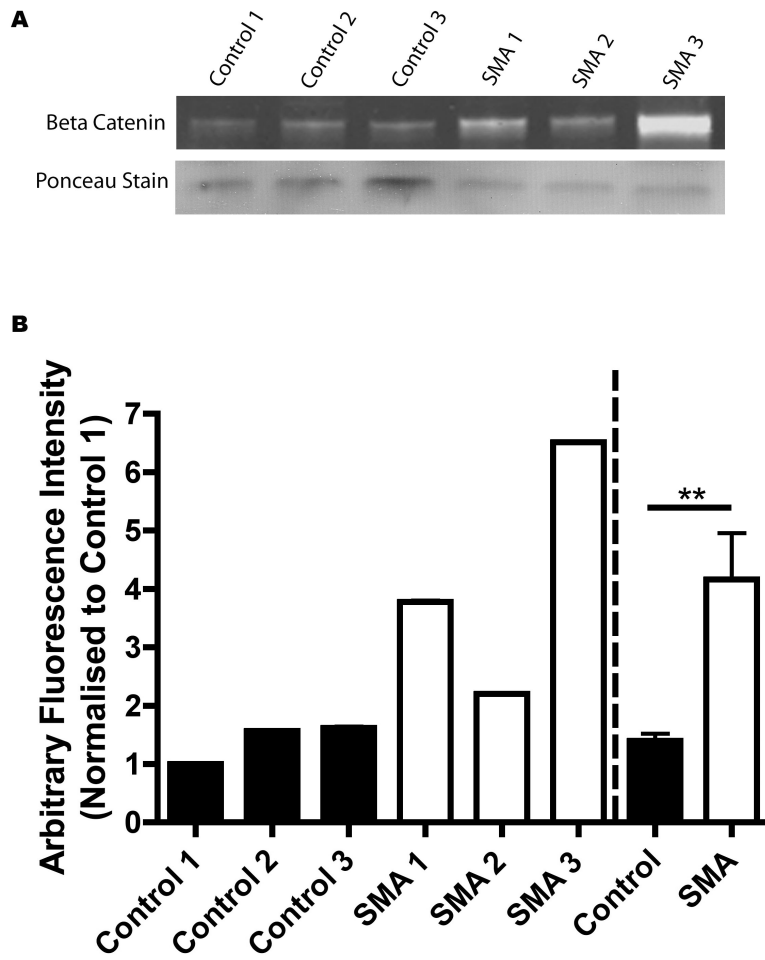 A
Control 1
Control 2
Control 3
SMA 1
SMA 2
SMA 3
Beta Catenin
Ponceau Stain
B
Arbitrary Fluorescence Intensity
(Normalised to Control 1)
7
6
5
4
3
2
1
0
**
Control 1
Control 2
Control 3
SMA 1
SMA 2
SMA 3
Control
SMA